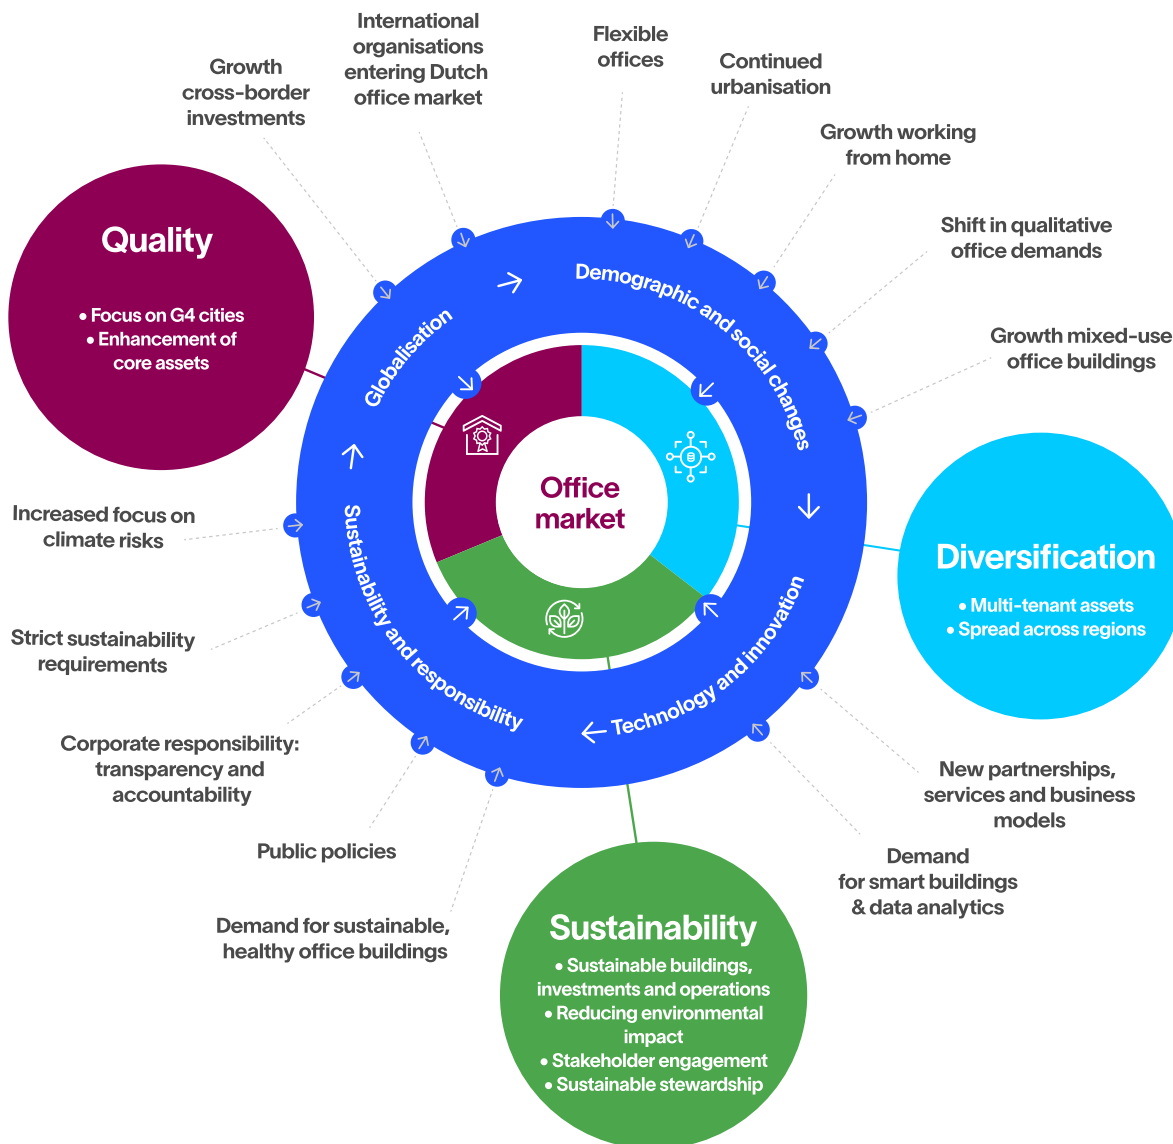 International
organisations
entering Dutch
office market
Flexible
offices
Continued
urbanisation
Growth
cross-border
investments
Growth working
from home
Shift in qualitative
office demands
Growth mixed-use
office buildings
Quality
• Focus on G4 cities
• Enhancement of
core assets
Globalisation
Demographic and social changes
Office
market
Sustainability and responsibility
Technology and innovation
Diversification
• Multi-tenant assets
• Spread across regions
Increased focus on
climate risks
Strict sustainability
requirements
Corporate responsibility:
transparency and
accountability
Public policies
Demand for sustainable,
healthy office buildings
New partnerships,
services and business
models
Demand
for smart buildings
& data analytics
Sustainability
• Sustainable buildings,
investments and operations
• Reducing environmental
impact
• Stakeholder engagement
• Sustainable stewardship